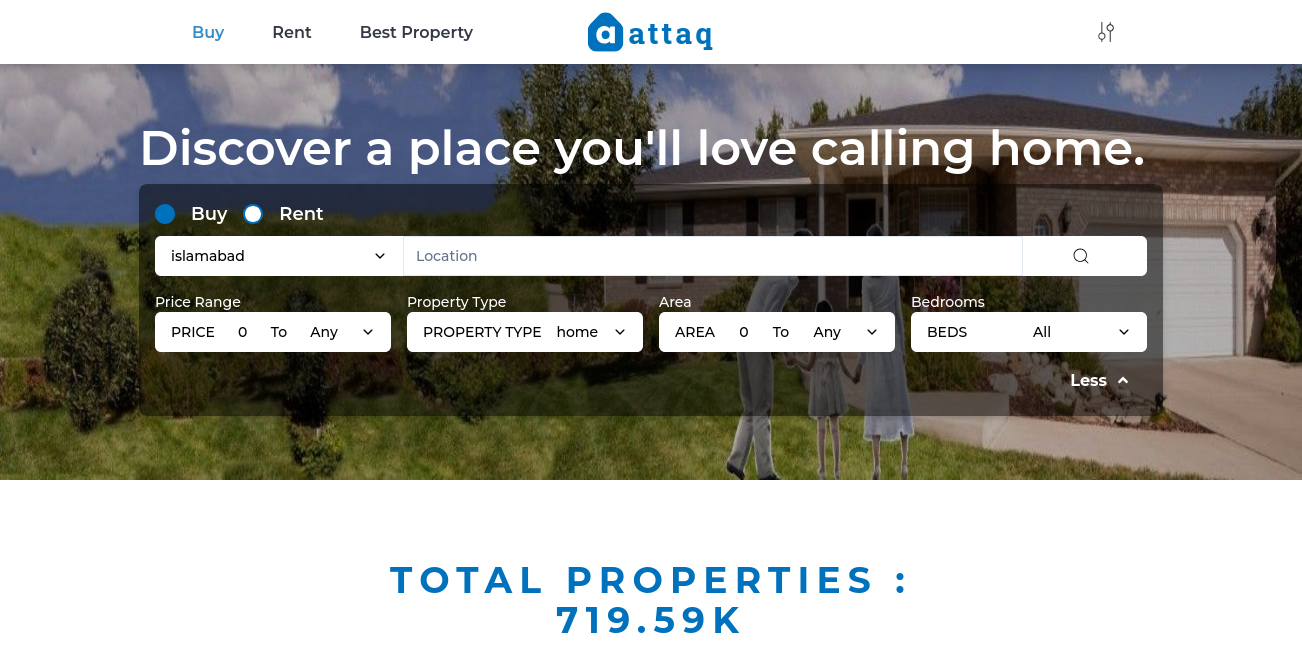 Buy Rent Best Property
a attaq
Discover a place you'll love calling home.
Buy Rent
islamabad Location
Price Range Property Type Area Bedrooms
PRICE 0 To Any PROPERTY TYPE home AREA 0 To Any BEDS All
Less
TOTAL PROPERTIES :
719.59K